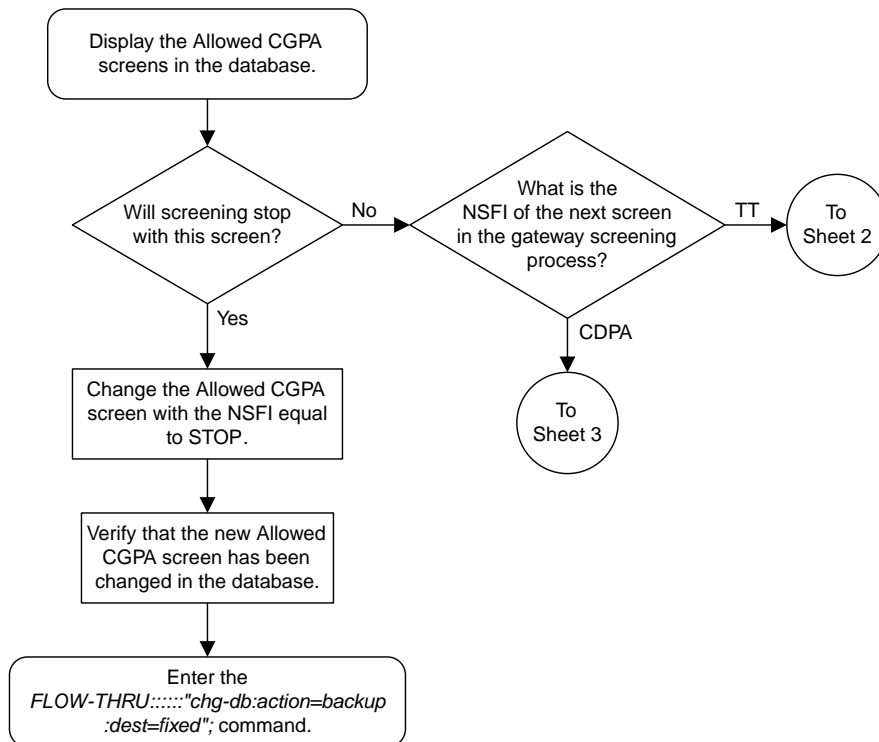 Display the Allowed CGPA
screens in the database.
Will screening stop
with this screen?
No
What is the
NSFI of the next screen
in the gateway screening
process?
TT
To
Sheet 2
Yes
CDPA
Change the Allowed CGPA
screen with the NSFI equal
to STOP.
To
Sheet 3
Verify that the new Allowed
CGPA screen has been
changed in the database.
Enter the
FLOW-THRU::::::"chg-db:action=backup
:dest=fixed"; command.